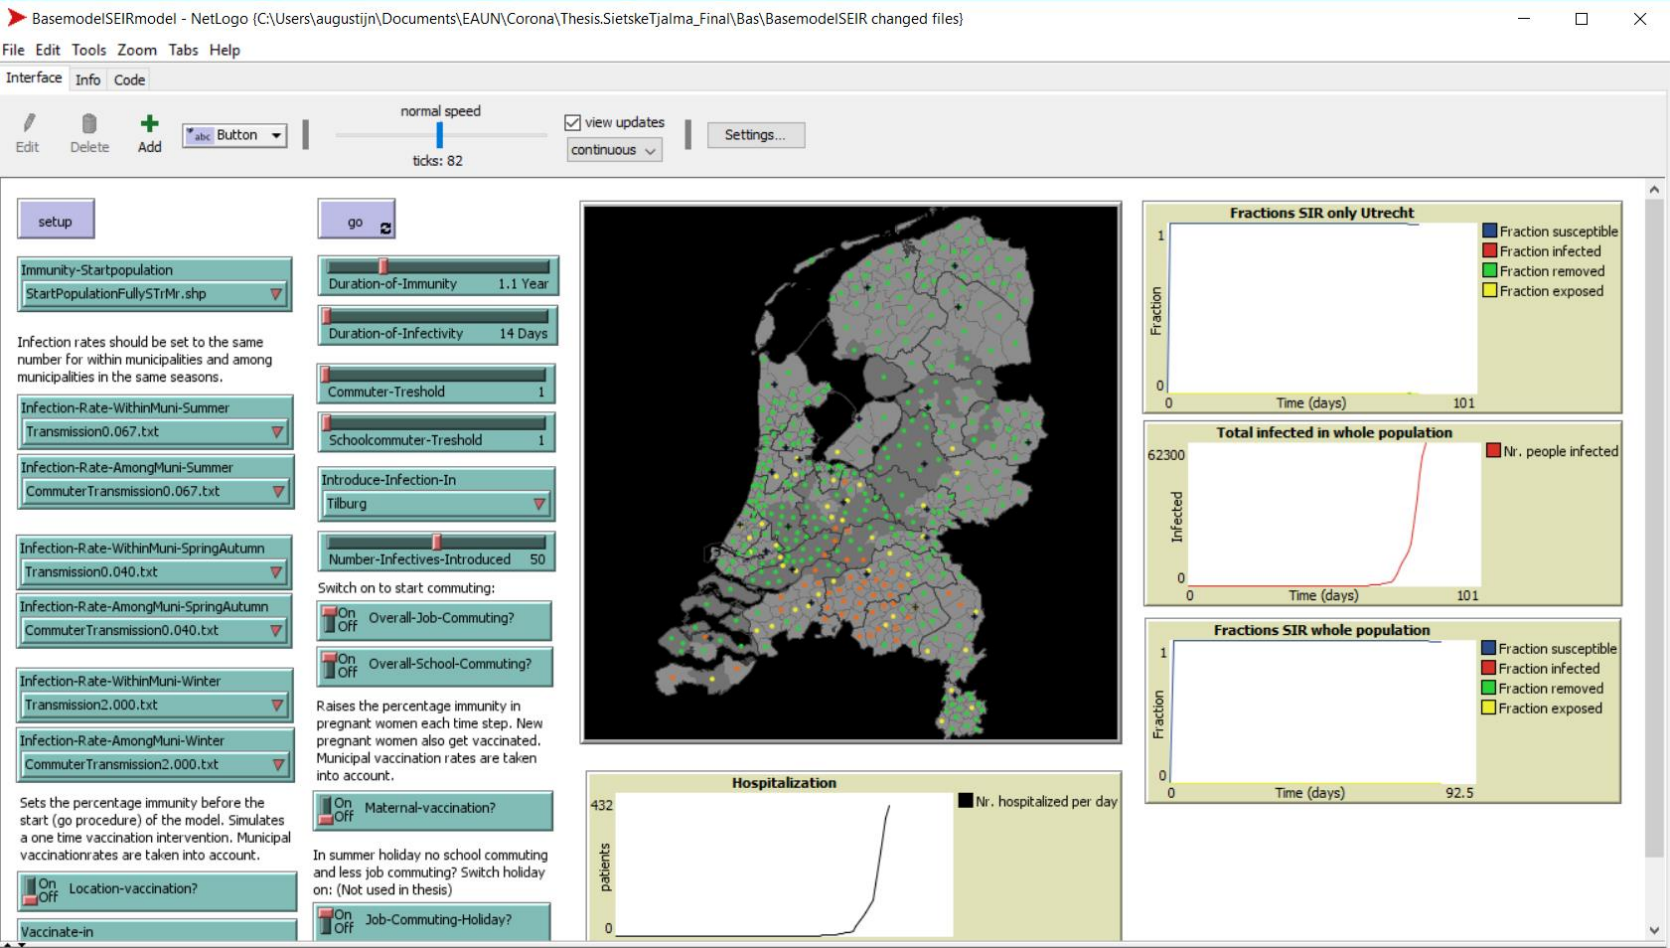 BasemodelSEIRmodel - NetLogo {C:\Users\augustijn\Documents\EAUN\Corona\Thesis.SietskeTjalma_Final\Bas\BasemodelSEIR changed files}
File Edit Tools Zoom Tabs Help
Interface Info Code
Edit
Delete
Add
abc Button
normal speed
ticks: 82
view updates
continuous
Settings...
setup
Immunity-Startpopulation
StartPopulationFullySTrMr.shp
Infection rates should be set to the same
number for within municipalities and among
municipalities in the same seasons.
Infection-Rate-WithinMuni-Summer
Transmission0.067.txt
Infection-Rate-AmongMuni-Summer
CommuterTransmission0.067.txt
Infection-Rate-WithinMuni-SpringAutumn
Transmission0.040.txt
Infection-Rate-AmongMuni-SpringAutumn
CommuterTransmission0.040.txt
Infection-Rate-WithinMuni-Winter
Transmission2.000.txt
Infection-Rate-AmongMuni-Winter
CommuterTransmission2.000.txt
Sets the percentage immunity before the
start (go procedure) of the model. Simulates
a one time vaccination intervention. Municipal
vaccinationrates are taken into account.
On
Off
Location-vaccination?
Vaccinate-in
go
Duration-of-Immunity 1.1 Year
Duration-of-Infectivity 14 Days
Commuter-Treshold 1
Schoolcommuter-Treshold 1
Introduce-Infection-In
Tilburg
Number-Infectives-Introduced 50
Switch on to start commuting:
On
Off
Overall-Job-Commuting?
On
Off
Overall-School-Commuting?
Raises the percentage immunity in
pregnant women each time step. New
pregnant women also get vaccinated.
Municipal vaccination rates are taken
into account.
On
Off
Maternal-vaccination?
In summer holiday no school commuting
and less job commuting? Switch holiday
on: (Not used in thesis)
On
Off
Job-Commuting-Holiday?
Hospitalization
432
patients
0
Nr. hospitalized per day
Fractions SIR only Utrecht
1
Fraction
0
0 Time (days) 101
Fraction susceptible
Fraction infected
Fraction removed
Fraction exposed
Total infected in whole population
62300
Infected
0
0 Time (days) 101
Nr. people infected
Fractions SIR whole population
1
Fraction
0
0 Time (days) 92.5
Fraction susceptible
Fraction infected
Fraction removed
Fraction exposed